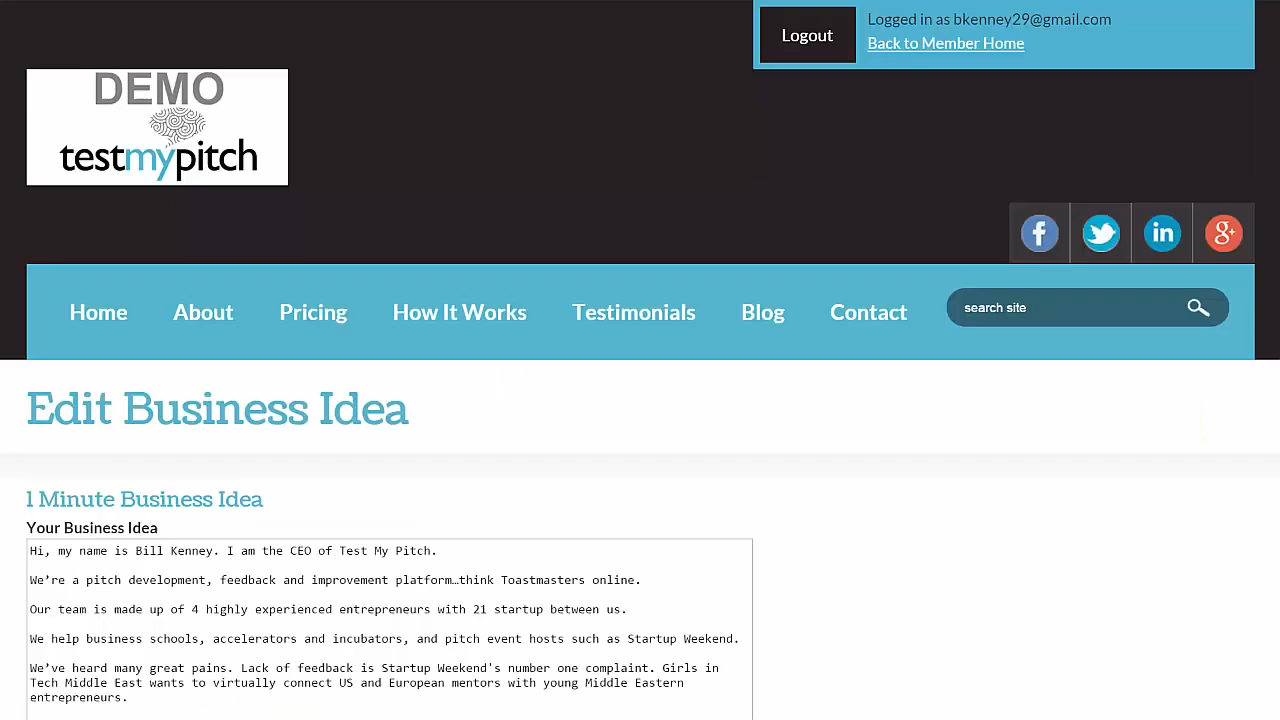 Logout
Logged in as bkenney29@gmail.com
Back to Member Home
DEMO
testmypitch
Home About Pricing How It Works Testimonials Blog Contact search site
Edit Business Idea
1 Minute Business Idea
Your Business Idea
Hi, my name is Bill Kenney. I am the CEO of Test My Pitch.
We’re a pitch development, feedback and improvement platform…think Toastmasters online.
Our team is made up of 4 highly experienced entrepreneurs with 21 startup between us.
We help business schools, accelerators and incubators, and pitch event hosts such as Startup Weekend.
We’ve heard many great pains. Lack of feedback is Startup Weekend's number one complaint. Girls in
Tech Middle East wants to virtually connect US and European mentors with young Middle Eastern
entrepreneurs.